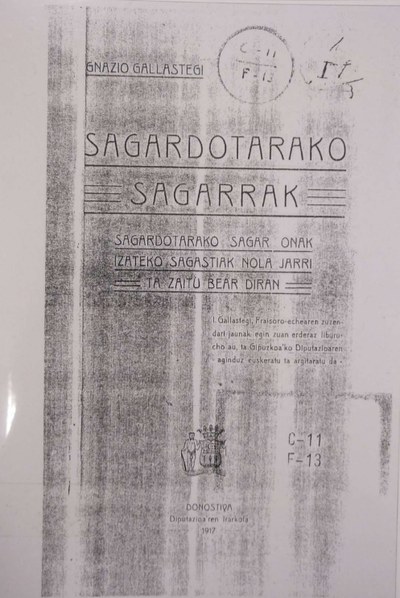 GNAZIO GALLASTEGI
C-11
F-13
SAGARDOTARAKO
SAGARRAK
SAGARDOTARAKO SAGAR ONAK
IZATEKO SAGASTIAK NOLA JARRI
TA ZAITU BEAR DIRAN
I. Gallastegi, Fraisoro-echearen zuzen-
dari jaunak egin zuan erderaz liburu-
cho au, ta Gipuzkoa'ko Diputazioaren
aginduz euskeratu ta argitaratu da -
C-11
F-13
DONOSTIYA
Diputazioa'ren Irarkola
1917